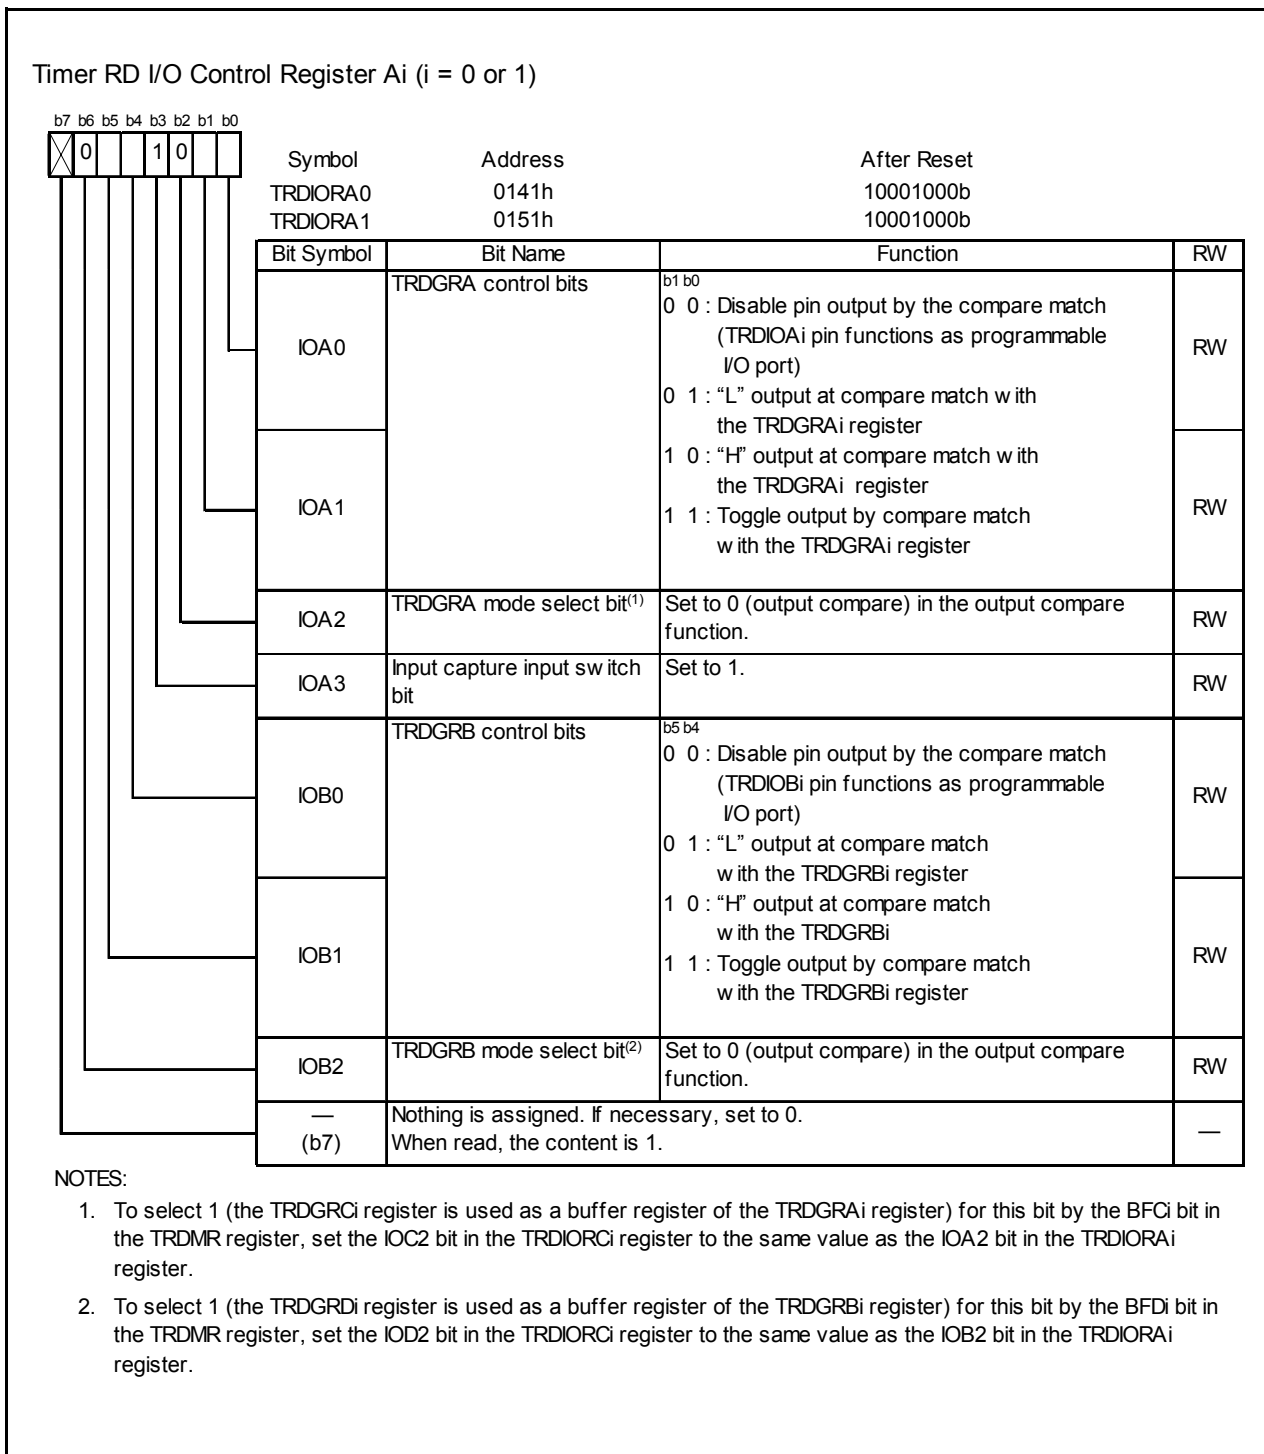 Timer RD I/O Control Register Ai (i = 0 or 1)
b7 b6 b5 b4 b3 b2 b1 b0
0 1 0
Symbol Address After Reset
TRDIORA0 0141h 10001000b
TRDIORA1 0151h 10001000b
Bit Symbol Bit Name Function RW
IOA0
TRDGRA control bits
b1 b0
0 0 : Disable pin output by the compare match
(TRDIOAi pin functions as programmable
I/O port)
0 1 : “L” output at compare match with
the TRDGRAi register
RW
IOA1
1 0 : “H” output at compare match with
the TRDGRAi register
1 1 : Toggle output by compare match
with the TRDGRAi register
RW
IOA2
TRDGRA mode select bit(1)
Set to 0 (output compare) in the output compare
function.
RW
IOA3
Input capture input switch
bit
Set to 1.
RW
IOB0
TRDGRB control bits
b5 b4
0 0 : Disable pin output by the compare match
(TRDIOBi pin functions as programmable
I/O port)
0 1 : “L” output at compare match
with the TRDGRBi register
RW
IOB1
1 0 : “H” output at compare match
with the TRDGRBi
1 1 : Toggle output by compare match
with the TRDGRBi register
RW
IOB2
TRDGRB mode select bit(2)
Set to 0 (output compare) in the output compare
function.
RW
—
(b7)
Nothing is assigned. If necessary, set to 0.
When read, the content is 1.
—
NOTES:
1. To select 1 (the TRDGRCi register is used as a buffer register of the TRDGRAi register) for this bit by the BFCi bit in
the TRDMR register, set the IOC2 bit in the TRDIORCi register to the same value as the IOA2 bit in the TRDIORAi
register.
2. To select 1 (the TRDGRDi register is used as a buffer register of the TRDGRBi register) for this bit by the BFDi bit in
the TRDMR register, set the IOD2 bit in the TRDIORCi register to the same value as the IOB2 bit in the TRDIORAi
register.